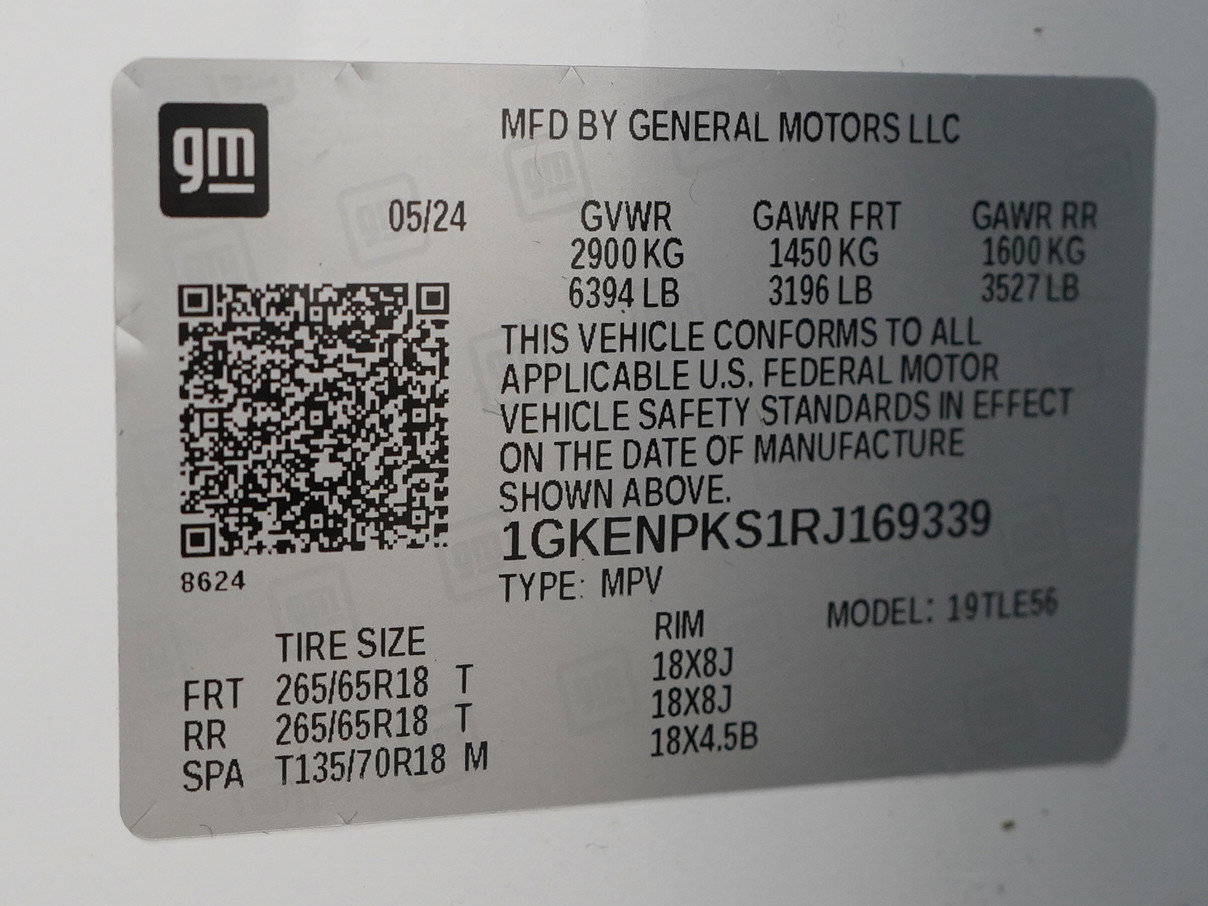 gm
MFD BY GENERAL MOTORS LLC
05/24 GVWR GAWR FRT GAWR RR
2900 KG 1450 KG 1600 KG
6394 LB 3196 LB 3527 LB
THIS VEHICLE CONFORMS TO ALL
APPLICABLE U.S. FEDERAL MOTOR
VEHICLE SAFETY STANDARDS IN EFFECT
ON THE DATE OF MANUFACTURE
SHOWN ABOVE.
1GKENPKS1RJ169339
8624
TYPE: MPV
MODEL: 19TLE56
TIRE SIZE RIM
FRT 265/65R18 T 18X8J
RR 265/65R18 T 18X8J
SPA T135/70R18 M 18X4.5B